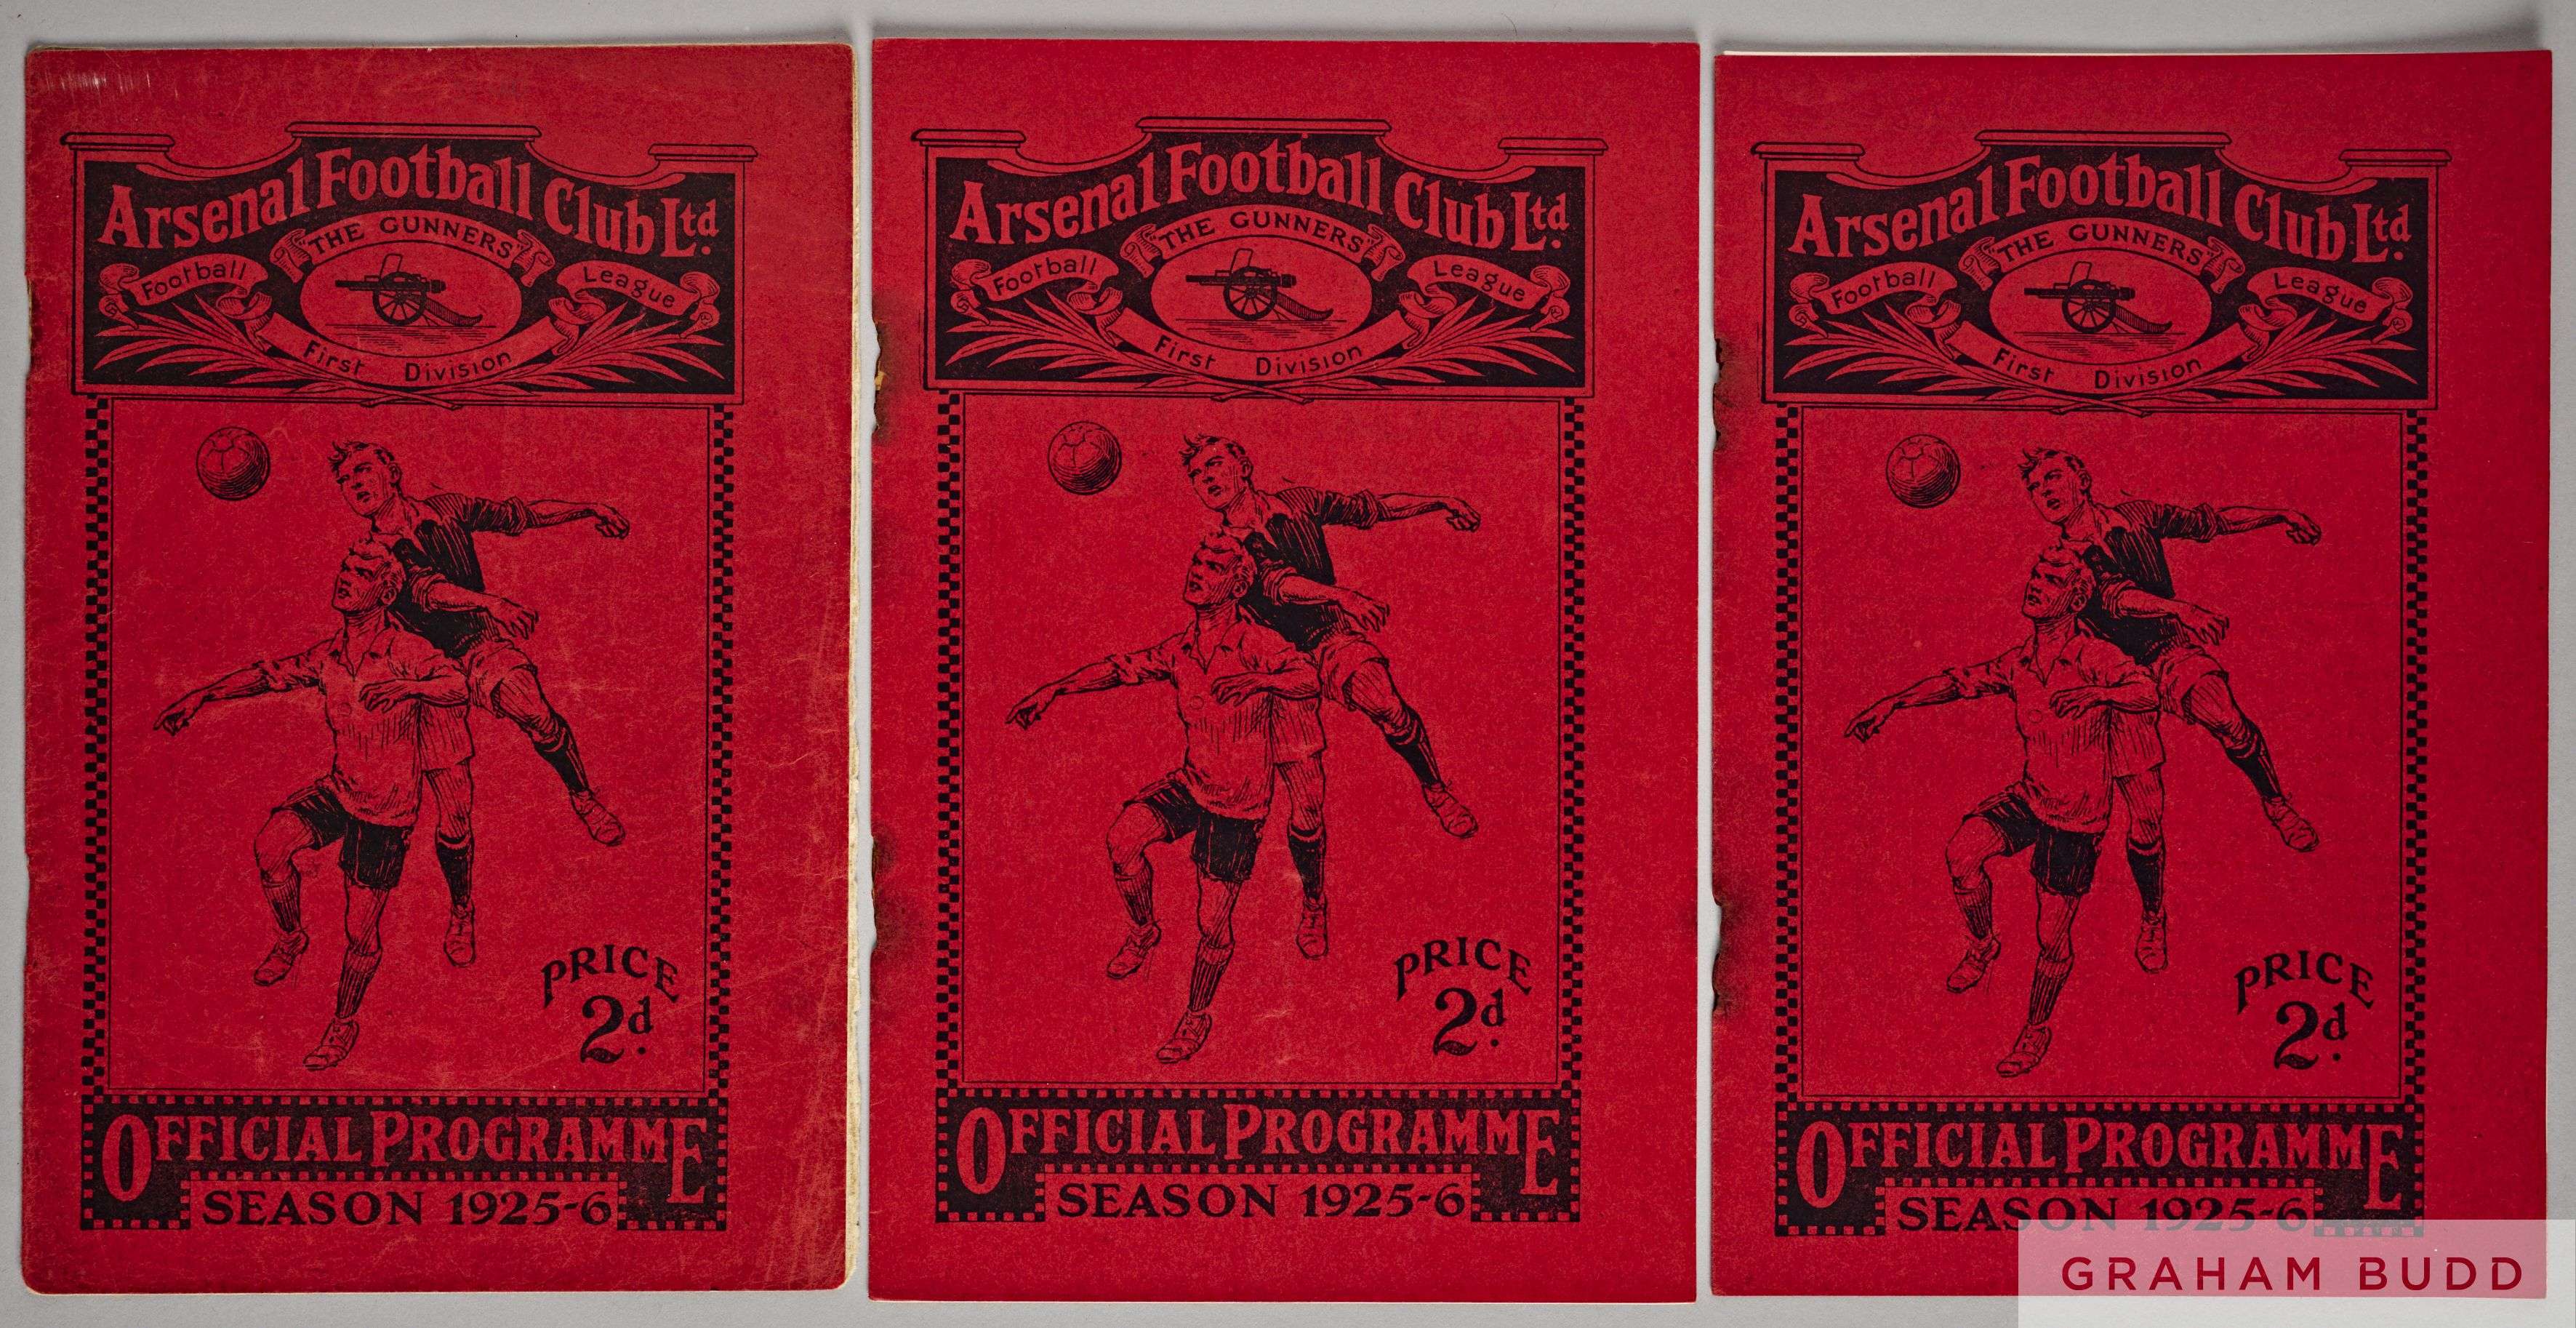 Arsenal Football Club Ltd.
"THE GUNNERS"
Football League
First Division
PRICE
2d.
OFFICIAL PROGRAMME
SEASON 1925-6
Arsenal Football Club Ltd.
"THE GUNNERS"
Football League
First Division
PRICE
2d.
OFFICIAL PROGRAMME
SEASON 1925-6
Arsenal Football Club Ltd.
"THE GUNNERS"
Football League
First Division
PRICE
2d.
OFFICIAL PROGRAMME
SEASON 1925-6
GRAHAM BUDD